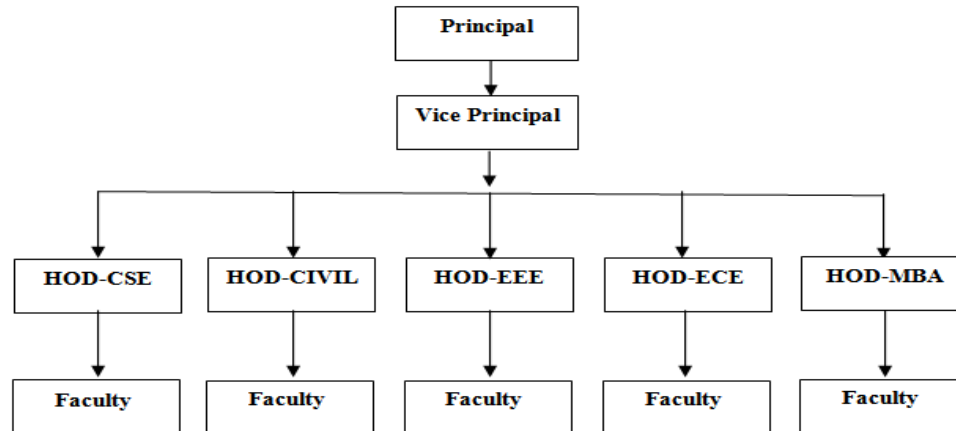 Principal
Vice Principal
HOD-CSE
HOD-CIVIL
HOD-EEE
HOD-ECE
HOD-MBA
Faculty
Faculty
Faculty
Faculty
Faculty